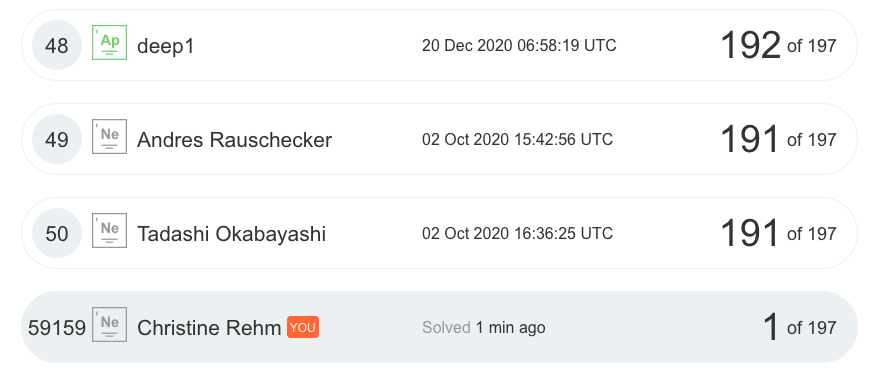 48 Ap deep1 20 Dec 2020 06:58:19 UTC 192 of 197
49 Ne Andres Rauschecker 02 Oct 2020 15:42:56 UTC 191 of 197
50 Ne Tadashi Okabayashi 02 Oct 2020 16:36:25 UTC 191 of 197
59159 Ne Christine Rehm YOU Solved 1 min ago 1 of 197